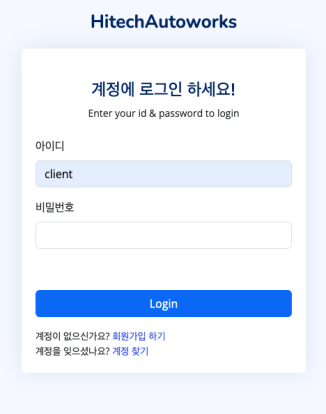 HitechAutoworks
계정에 로그인 하세요!
Enter your id & password to login
아이디
client
비밀번호
Login
계정이 없으신가요? 회원가입 하기
계정을 잊으셨나요? 계정 찾기